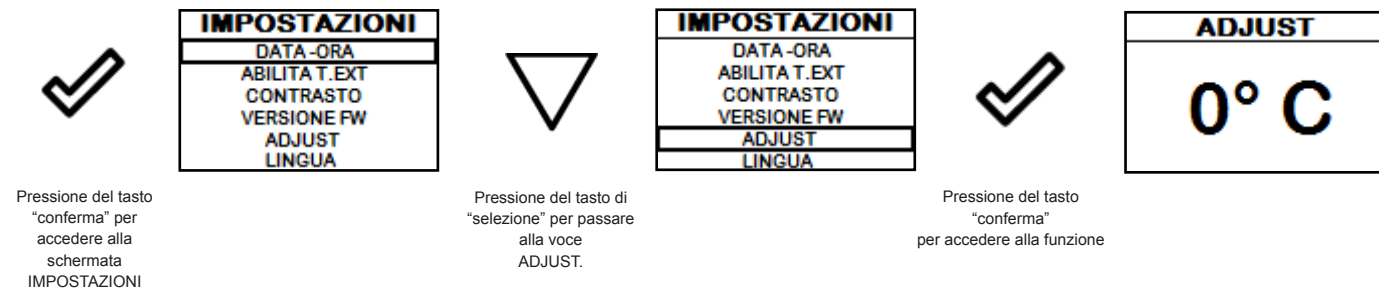 IMPOSTAZIONI
DATA-ORA
ABILITA T.EXT
CONTRASTO
VERSIONE FW
ADJUST
LINGUA
IMPOSTAZIONI
DATA-ORA
ABILITA T.EXT
CONTRASTO
VERSIONE FW
ADJUST
LINGUA
ADJUST
0° C
Pressione del tasto
“conferma” per
accedere alla
schermata
IMPOSTAZIONI
Pressione del tasto di
“selezione” per passare
alla voce
ADJUST.
Pressione del tasto
“conferma”
per accedere alla funzione